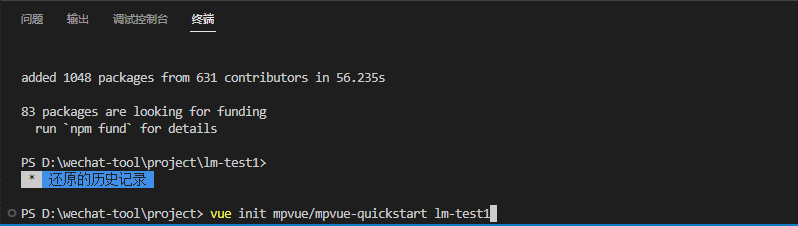 问题 输出 调试控制台 终端
added 1048 packages from 631 contributors in 56.235s
83 packages are looking for funding
  run `npm fund` for details
PS D:\wechat-tool\project\lm-test1>
* 还原的历史记录
PS D:\wechat-tool\project> vue init mpvue/mpvue-quickstart lm-test1